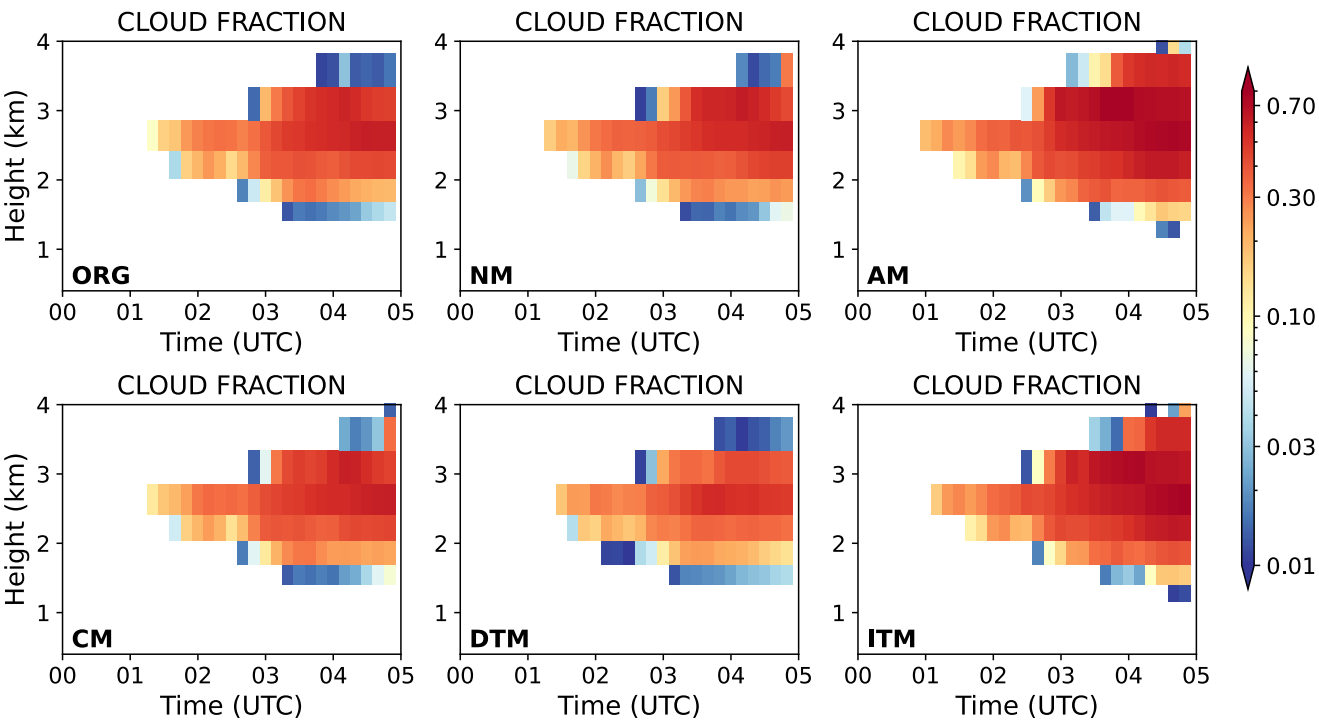 CLOUD FRACTION CLOUD FRACTION CLOUD FRACTION
4 4 4
3 3 3
2 2 2
1 1 1
Height (km)
ORG NM AM
00 01 02 03 04 05 00 01 02 03 04 05 00 01 02 03 04 05
Time (UTC) Time (UTC) Time (UTC)
CLOUD FRACTION CLOUD FRACTION CLOUD FRACTION
4 4 4
3 3 3
2 2 2
1 1 1
Height (km)
CM DTM ITM
00 01 02 03 04 05 00 01 02 03 04 05 00 01 02 03 04 05
Time (UTC) Time (UTC) Time (UTC)
0.70
0.30
0.10
0.03
0.01